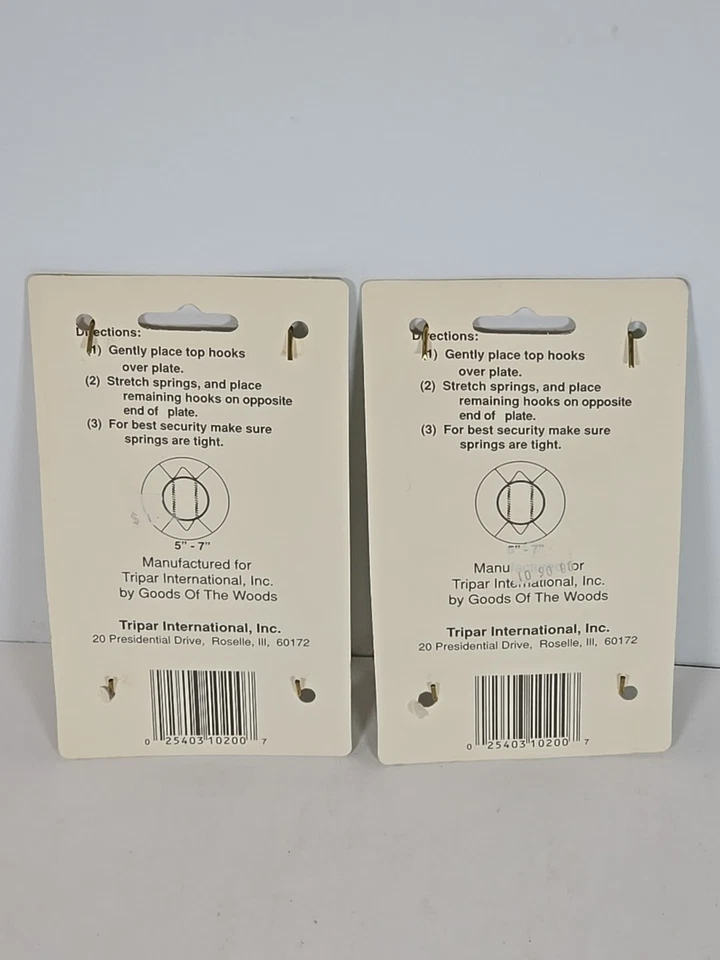 Directions:
(1) Gently place top hooks
over plate.
(2) Stretch springs, and place
remaining hooks on opposite
end of plate.
(3) For best security make sure
springs are tight.
5" - 7"
Manufactured for
Tripar International, Inc.
by Goods Of The Woods
Tripar International, Inc.
20 Presidential Drive, Roselle, Ill, 60172
0 25403 10200 7
Directions:
(1) Gently place top hooks
over plate.
(2) Stretch springs, and place
remaining hooks on opposite
end of plate.
(3) For best security make sure
springs are tight.
5" - 7"
Manufactured for
Tripar International, Inc.
by Goods Of The Woods
Tripar International, Inc.
20 Presidential Drive, Roselle, Ill, 60172
0 25403 10200 7